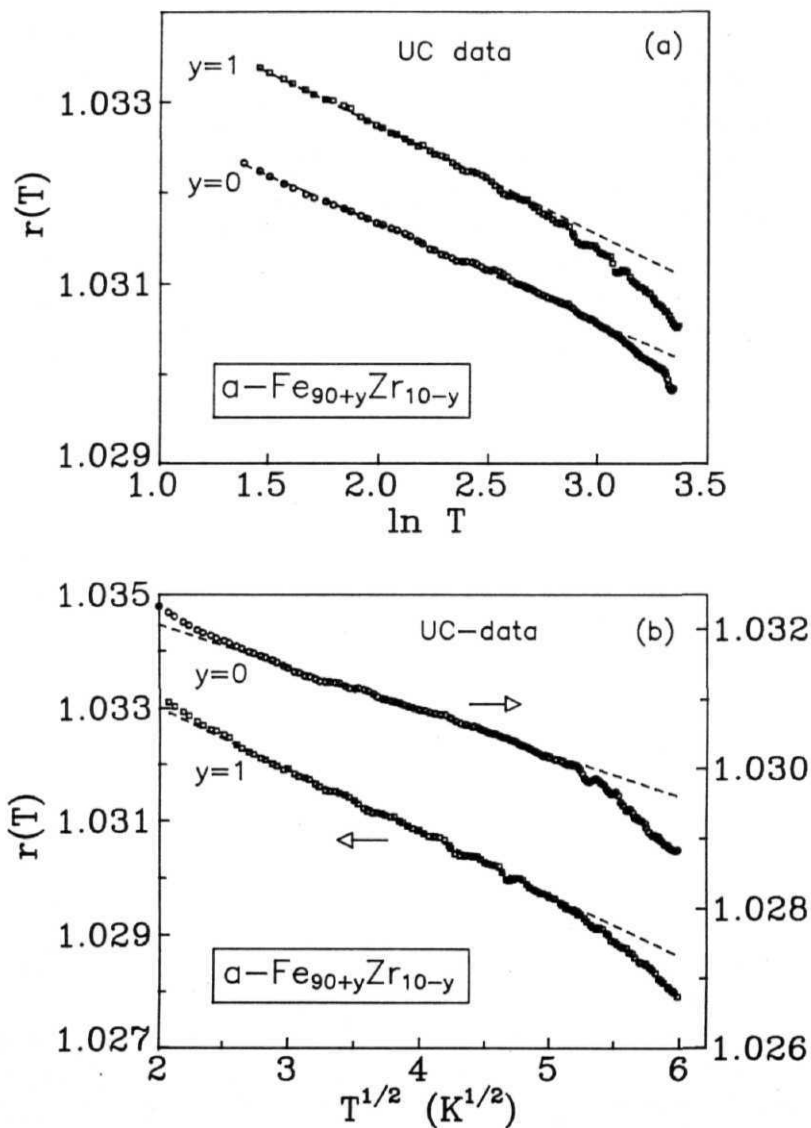 UC data
(a)
y=1
y=0
1.033
1.031
1.029
r(T)
a-Fe90+yZr10-y
1.0
1.5
2.0
2.5
3.0
3.5
ln T
1.035
1.033
1.031
1.029
1.027
r(T)
UC-data
(b)
y=0
y=1
1.032
1.030
1.028
1.026
a-Fe90+yZr10-y
2
3
4
5
6
T1/2 (K1/2)